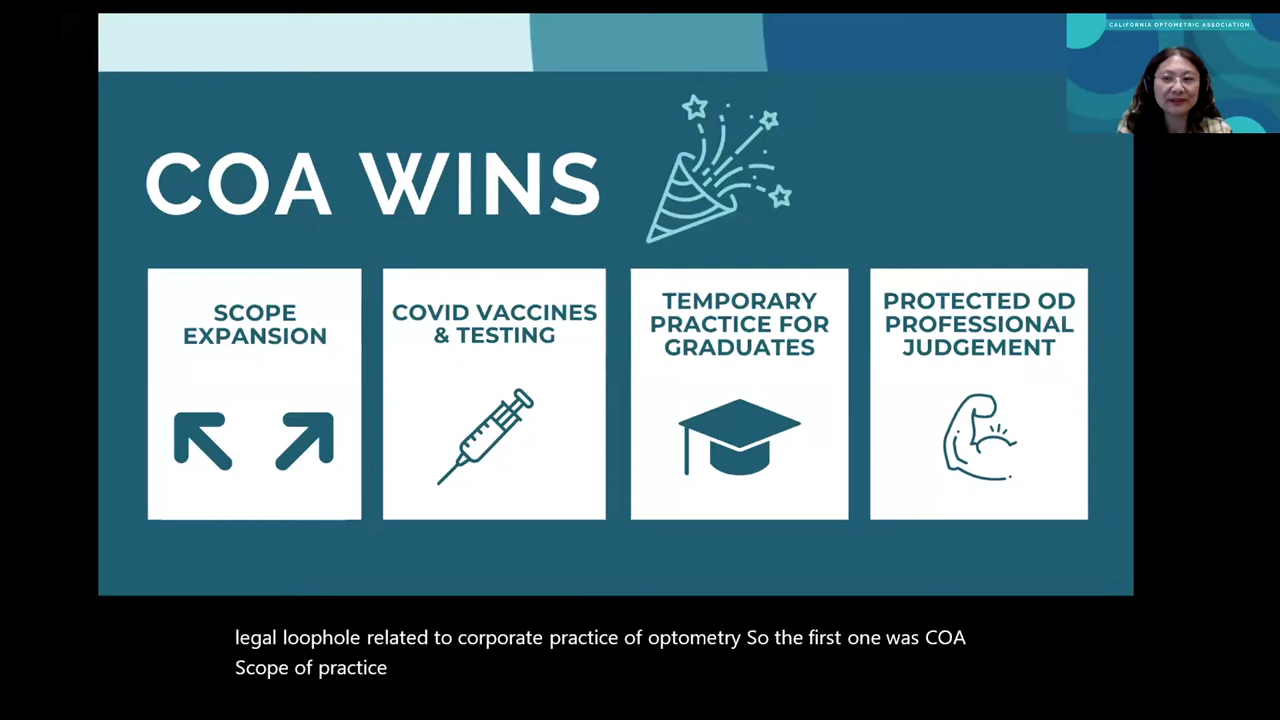 CALIFORNIA OPTOMETRIC ASSOCIATION
COA WINS
SCOPE
EXPANSION
COVID VACCINES
& TESTING
TEMPORARY
PRACTICE FOR
GRADUATES
PROTECTED OD
PROFESSIONAL
JUDGEMENT
legal loophole related to corporate practice of optometry So the first one was COA
Scope of practice